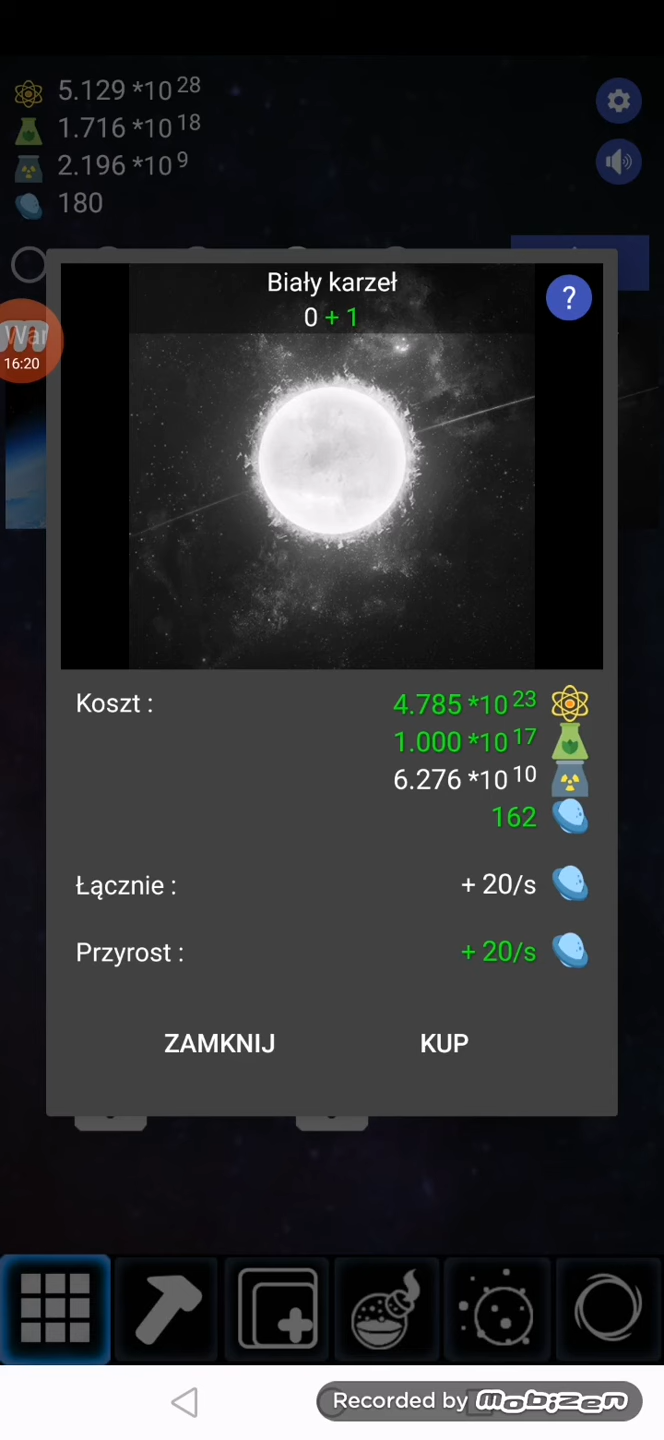 5.129 *10 28
1.716 *10 18
2.196 *10 9
180
Biały karzeł
0 + 1
?
16:20
Koszt :
4.785 *10 23
1.000 *10 17
6.276 *10 10
162
Łącznie :
+ 20/s
Przyrost :
+ 20/s
ZAMKNIJ
KUP
Recorded by mobizen